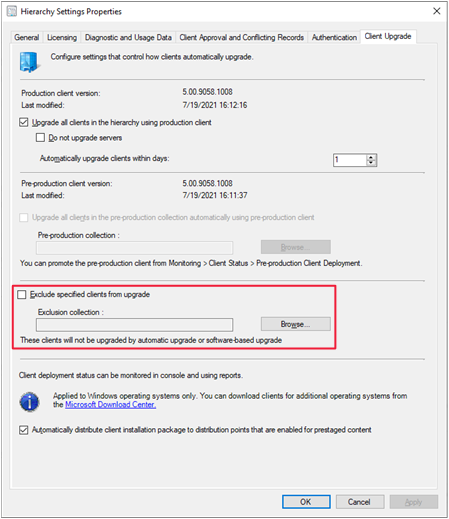 Hierarchy Settings Properties
General Licensing Diagnostic and Usage Data Client Approval and Conflicting Records Authentication Client Upgrade
Configure settings that control how clients automatically upgrade.
Production client version: 5.00.9058.1008
Last modified: 7/19/2021 16:12:16
Upgrade all clients in the hierarchy using production client
Do not upgrade servers
Automatically upgrade clients within days: 1
Pre-production client version: 5.00.9058.1008
Last modified: 7/19/2021 16:11:37
Upgrade all clients in the pre-production collection automatically using pre-production client
Pre-production collection :
Browse...
You can promote the pre-production client from Monitoring > Client Status > Pre-production Client Deployment.
Exclude specified clients from upgrade
Exclusion collection :
Browse...
These clients will not be upgraded by automatic upgrade or software-based upgrade
Client deployment status can be monitored in console and using reports.
Applied to Windows operating systems only. You can download clients for additional operating systems from
the Microsoft Download Center.
Automatically distribute client installation package to distribution points that are enabled for prestaged content
OK Cancel Apply